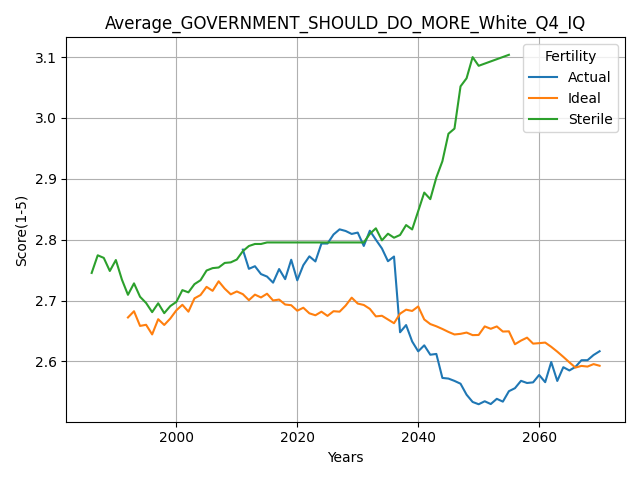 Average_GOVERNMENT_SHOULD_DO_MORE_White_Q4_IQ
3.1
3.0
2.9
2.8
2.7
2.6
Score(1-5)
2000
2020
2040
2060
Years
Fertility
Actual
Ideal
Sterile